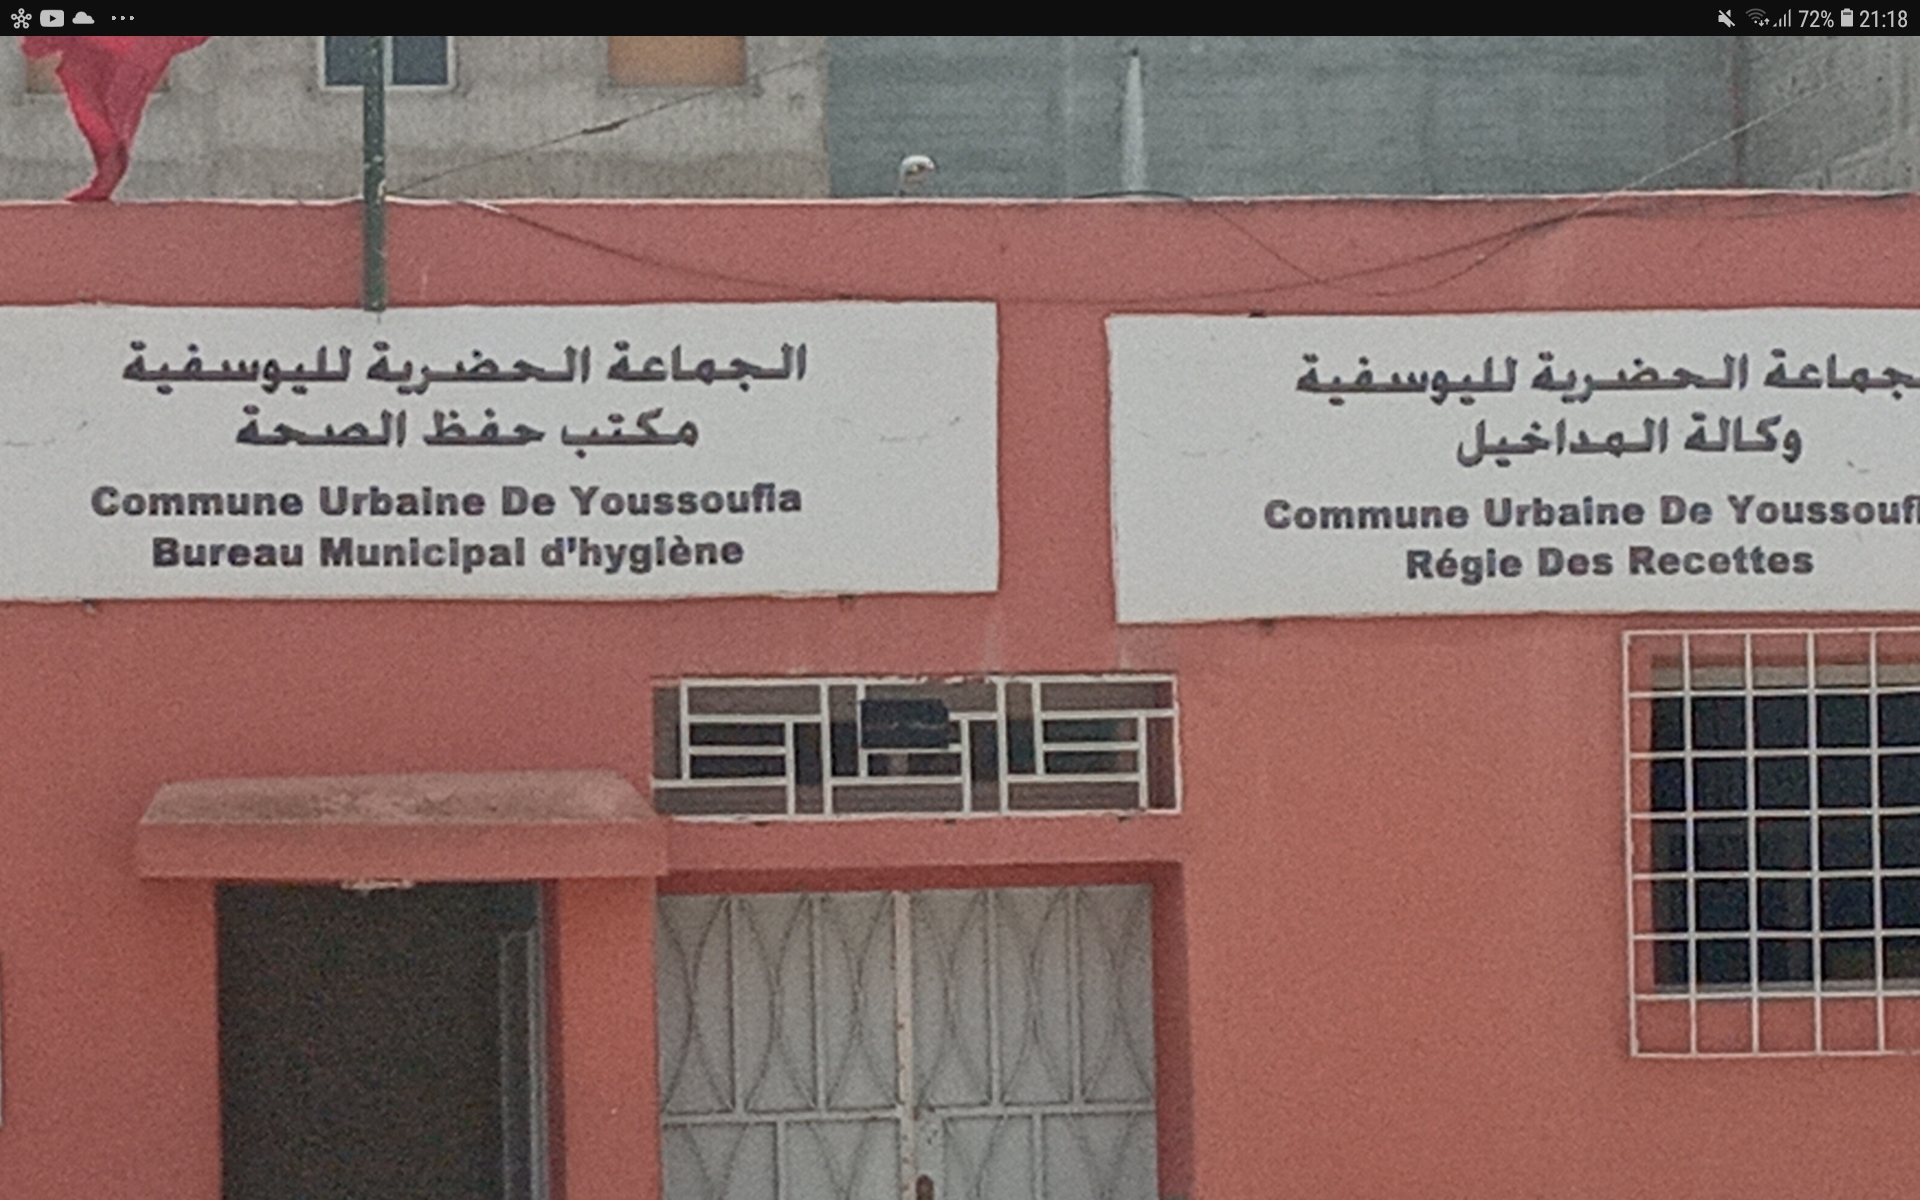 72% 21:18
الجماعة الحضرية لليوسفية
مكتب حفظ الصحة
Commune Urbaine De Youssoufia
Bureau Municipal d'hygiène
الحضرية لليوسفية
وكالة المداخيل
Commune Urbaine De Youssoufi
Régie Des Recettes